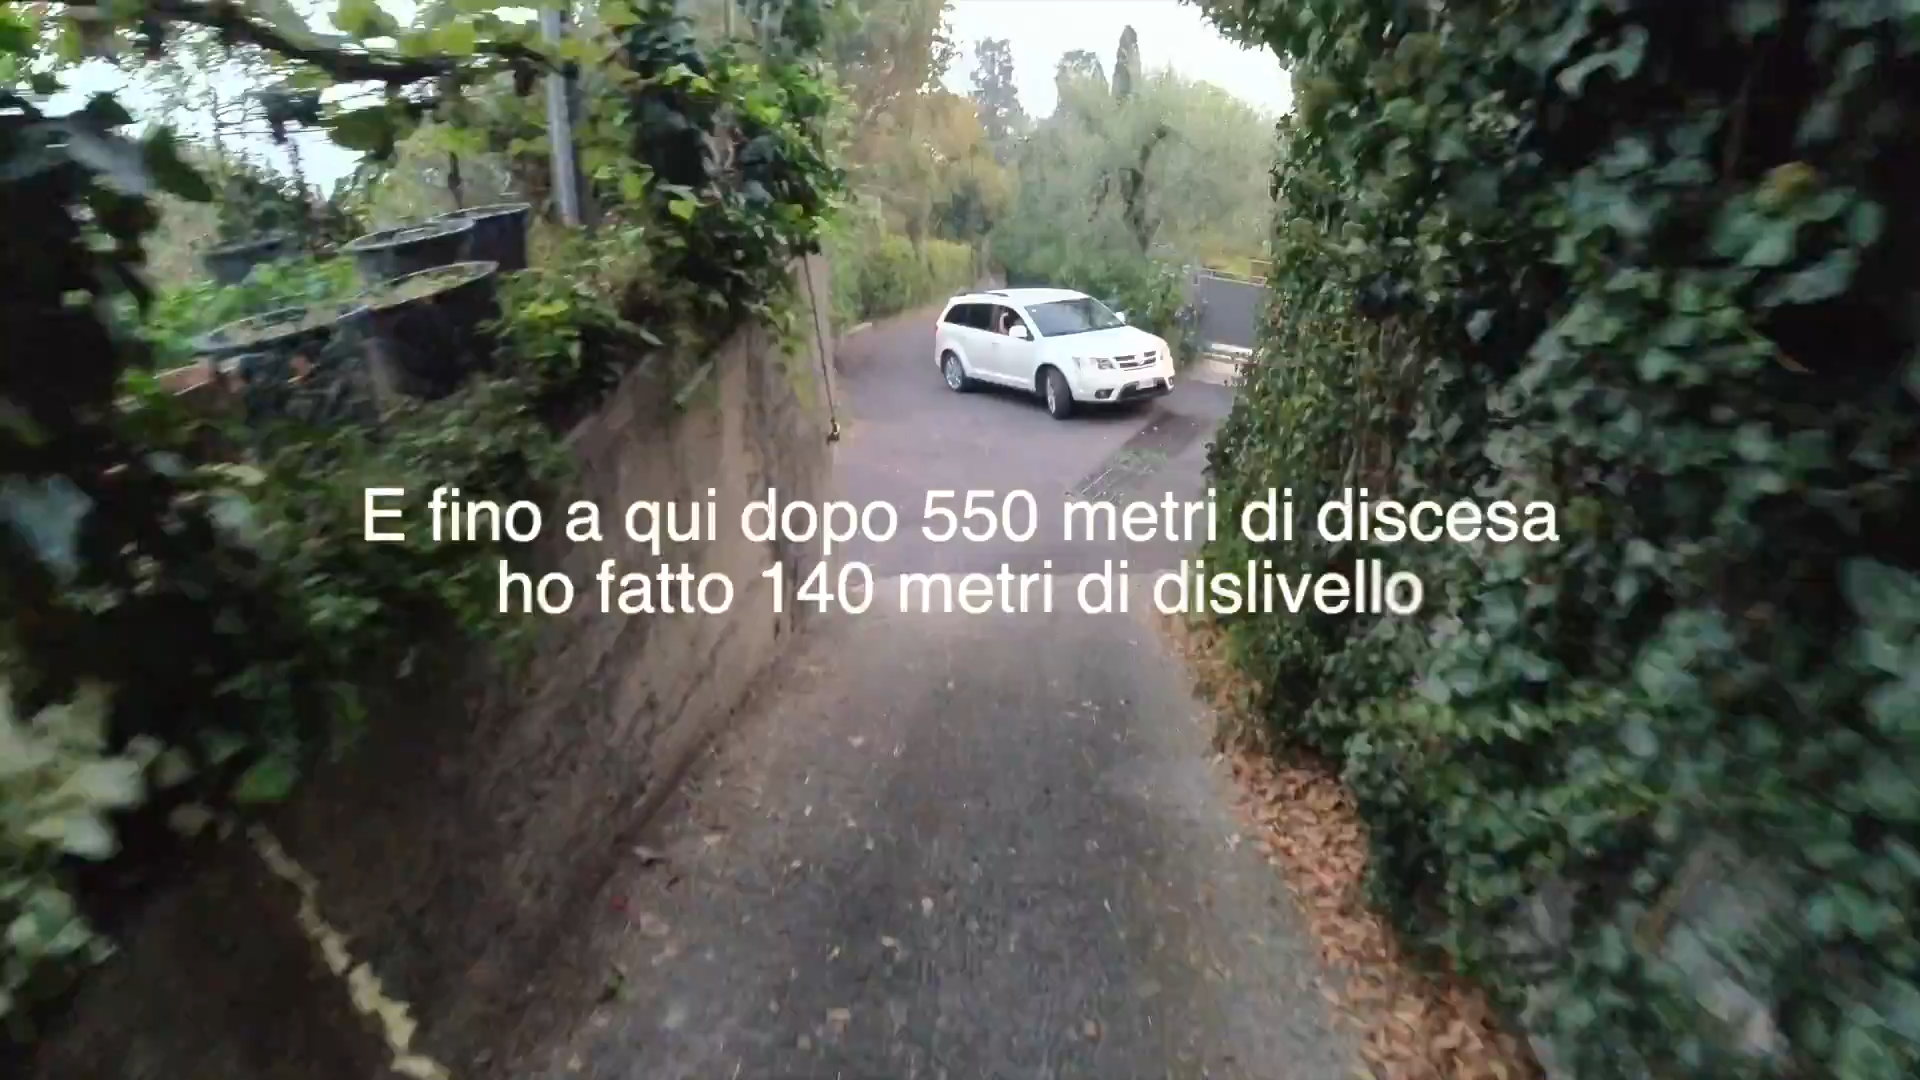 E fino a qui dopo 550 metri di discesa
ho fatto 140 metri di dislivello